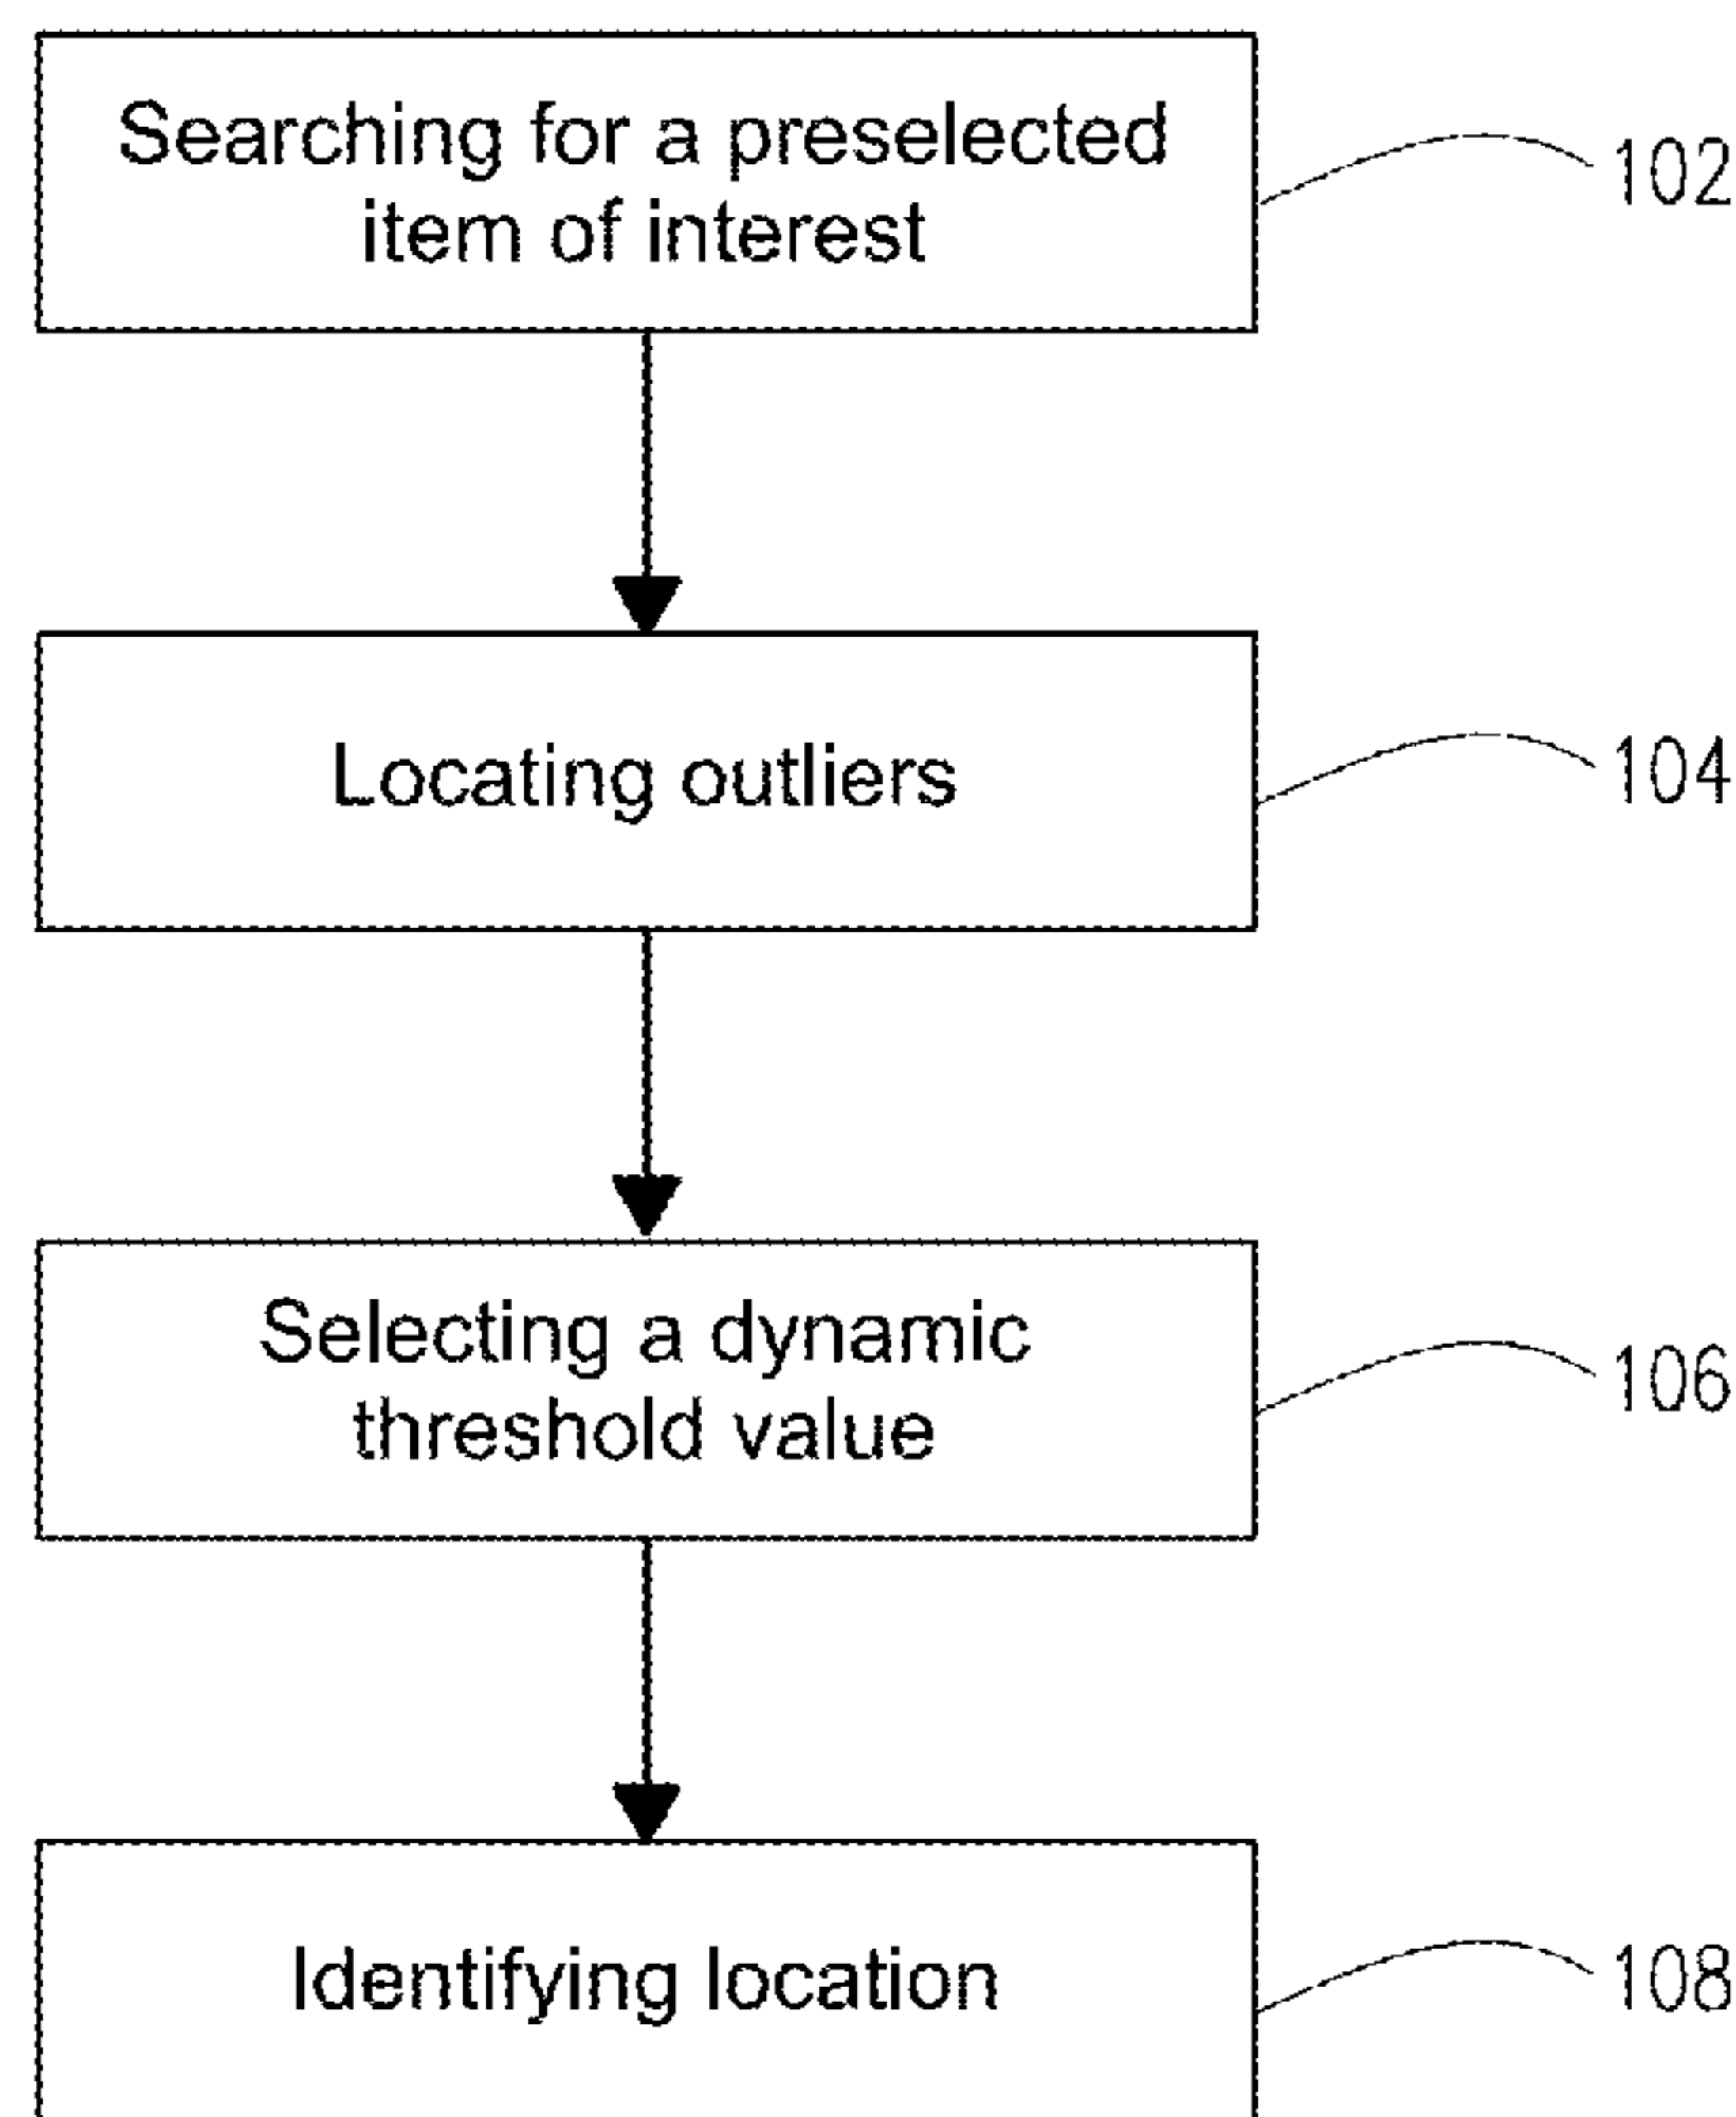 Searching for a preselected
item of interest
102
Locating outliers
104
Selecting a dynamic
threshold value
106
Identifying location
108